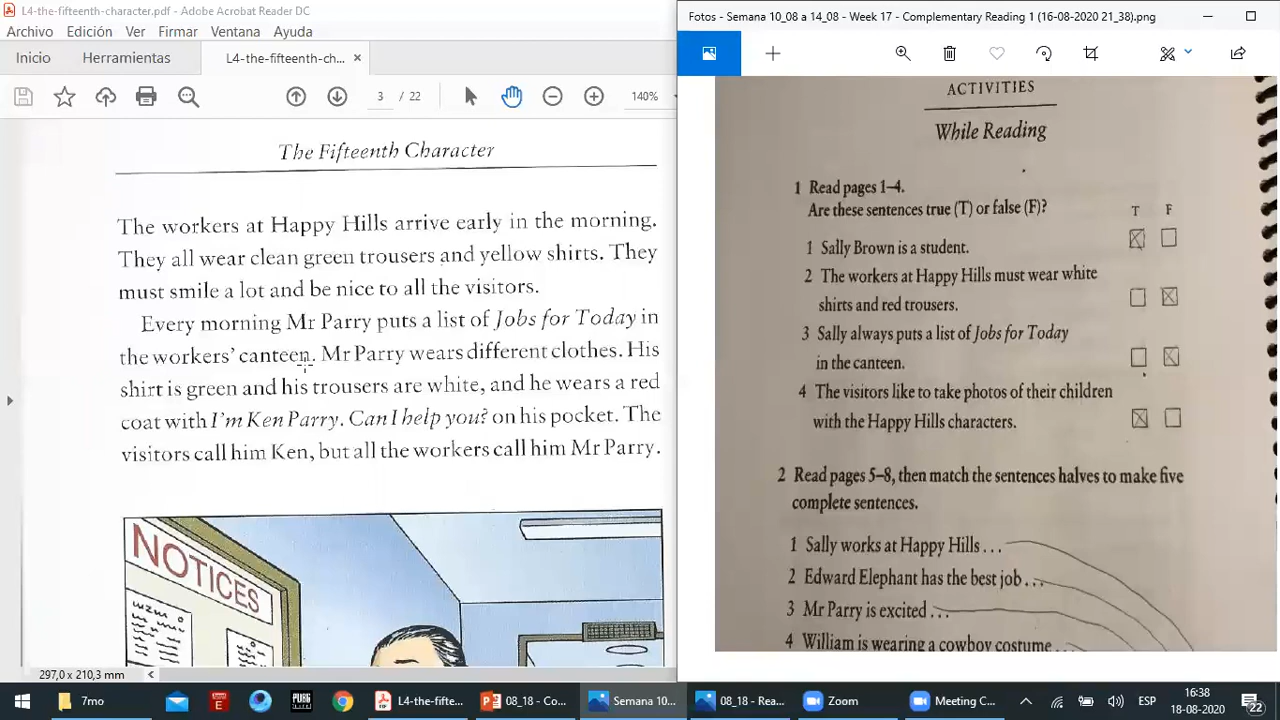 L4-the-fifteenth-character.pdf - Adobe Acrobat Reader DC
Archivo Edición Ver Firmar Ventana Ayuda
Inicio Herramientas L4-the-fifteenth-ch... ×
3 / 22 140%
The Fifteenth Character
The workers at Happy Hills arrive early in the morning.
They all wear clean green trousers and yellow shirts. They
must smile a lot and be nice to all the visitors.
Every morning Mr Parry puts a list of Jobs for Today in
the workers' canteen. Mr Parry wears different clothes. His
shirt is green and his trousers are white, and he wears a red
coat with I'm Ken Parry. Can I help you? on his pocket. The
visitors call him Ken, but all the workers call him Mr Parry.
NOTICES
297,0 x 210,3 mm
Fotos - Semana 10_08 a 14_08 - Week 17 - Complementary Reading 1 (16-08-2020 21_38).png
ACTIVITIES
While Reading
1 Read pages 1–4.
Are these sentences true (T) or false (F)?
T F
1 Sally Brown is a student.
2 The workers at Happy Hills must wear white
shirts and red trousers.
3 Sally always puts a list of Jobs for Today
in the canteen.
4 The visitors like to take photos of their children
with the Happy Hills characters.
2 Read pages 5–8, then match the sentences halves to make five
complete sentences.
1 Sally works at Happy Hills . . .
2 Edward Elephant has the best job . . .
3 Mr Parry is excited . . .
4 William is wearing a cowboy costume . . .
7mo L4-the-fifteenth-c... 08_18 - Co... Semana 10... 08_18 - Rea... Zoom Meeting C... ESP 16:38
18-08-2020 22